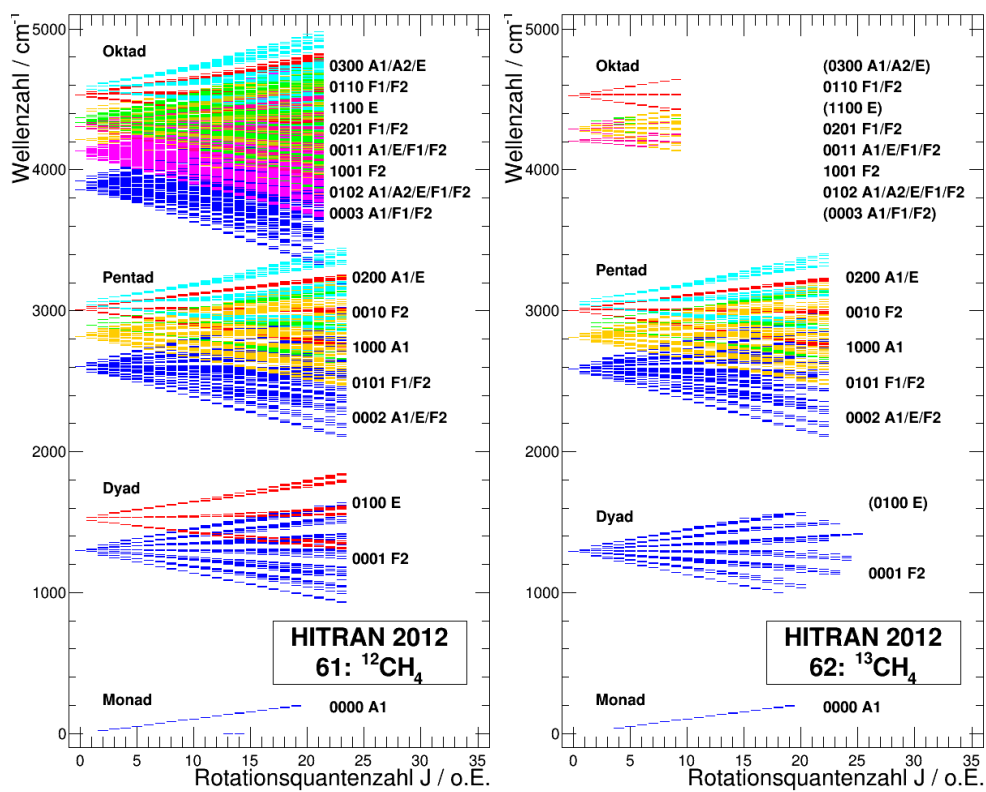 Wellenzahl / cm⁻¹
5000
4000
3000
2000
1000
0
Oktad
0300 A1/A2/E
0110 F1/F2
1100 E
0201 F1/F2
0011 A1/E/F1/F2
1001 F2
0102 A1/A2/E/F1/F2
0003 A1/F1/F2
Pentad
0200 A1/E
0010 F2
1000 A1
0101 F1/F2
0002 A1/E/F2
Dyad
0100 E
0001 F2
HITRAN 2012
61: ¹²CH₄
Monad
0000 A1
0 5 10 15 20 25 30 35
Rotationsquantenzahl J / o.E.
Wellenzahl / cm⁻¹
5000
4000
3000
2000
1000
0
Oktad
(0300 A1/A2/E)
0110 F1/F2
(1100 E)
0201 F1/F2
0011 A1/E/F1/F2
1001 F2
0102 A1/A2/E/F1/F2
(0003 A1/F1/F2)
Pentad
0200 A1/E
0010 F2
1000 A1
0101 F1/F2
0002 A1/E/F2
Dyad
(0100 E)
0001 F2
HITRAN 2012
62: ¹³CH₄
Monad
0000 A1
0 5 10 15 20 25 30 35
Rotationsquantenzahl J / o.E.